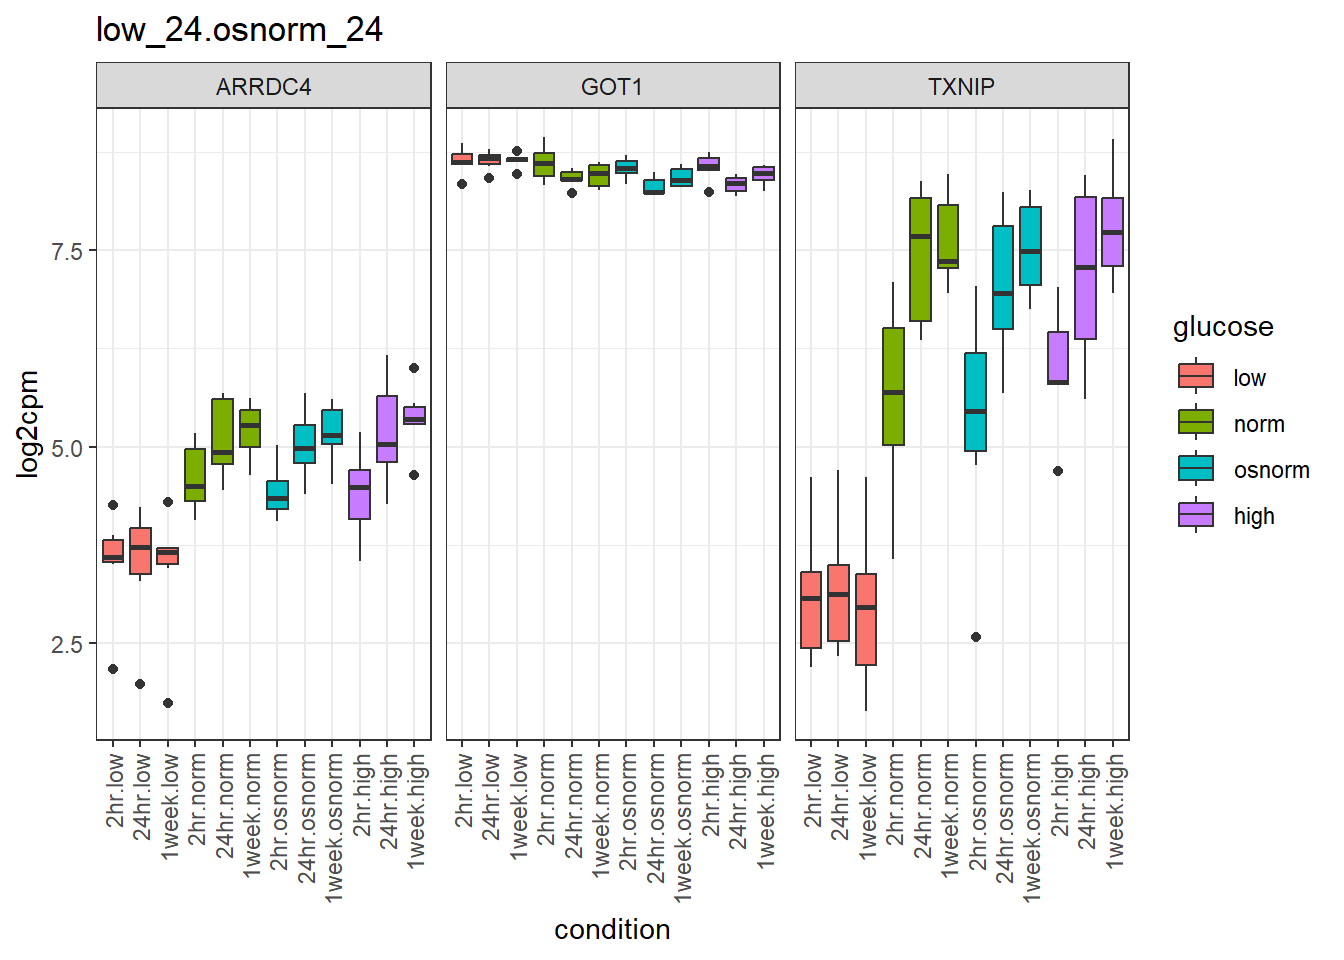 low_24.osnorm_24
ARRDC4 GOT1 TXNIP
log2cpm
7.5
5.0
2.5
2hr.low
24hr.low
1week.low
2hr.norm
24hr.norm
1week.norm
2hr.osnorm
24hr.osnorm
1week.osnorm
2hr.high
24hr.high
1week.high
2hr.low
24hr.low
1week.low
2hr.norm
24hr.norm
1week.norm
2hr.osnorm
24hr.osnorm
1week.osnorm
2hr.high
24hr.high
1week.high
2hr.low
24hr.low
1week.low
2hr.norm
24hr.norm
1week.norm
2hr.osnorm
24hr.osnorm
1week.osnorm
2hr.high
24hr.high
1week.high
condition
glucose
low
norm
osnorm
high